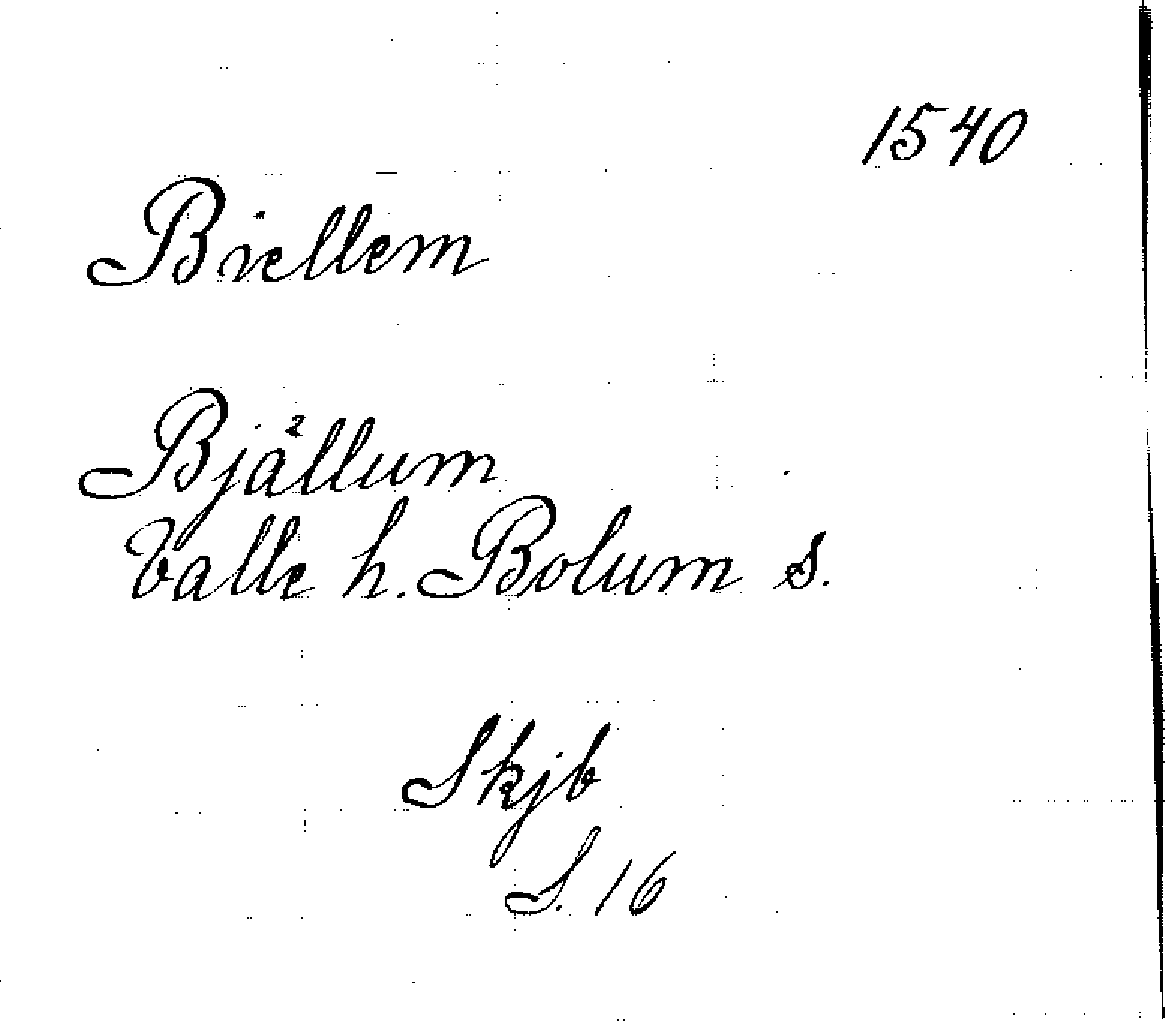 1540
Biellem
Bjällum
Valle h. Bolum s.
Skjb
S. 16